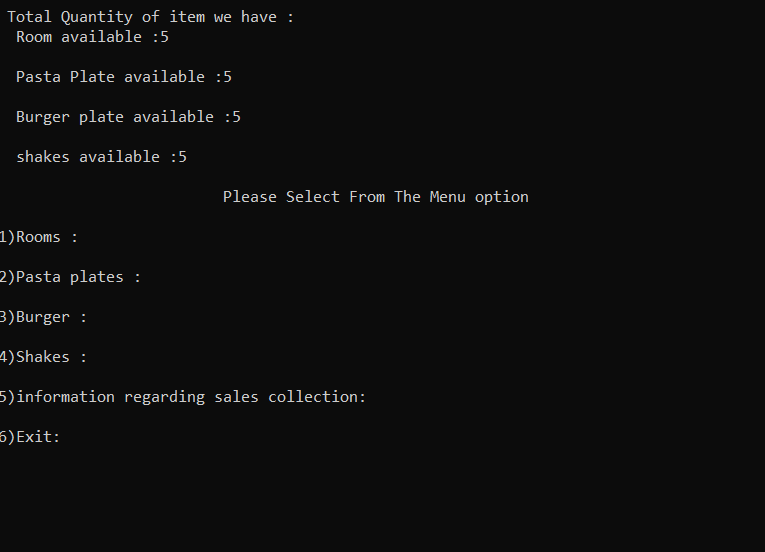 Total Quantity of item we have :
Room available :5
Pasta Plate available :5
Burger plate available :5
shakes available :5
Please Select From The Menu option
1)Rooms :
2)Pasta plates :
3)Burger :
4)Shakes :
5)information regarding sales collection:
6)Exit: